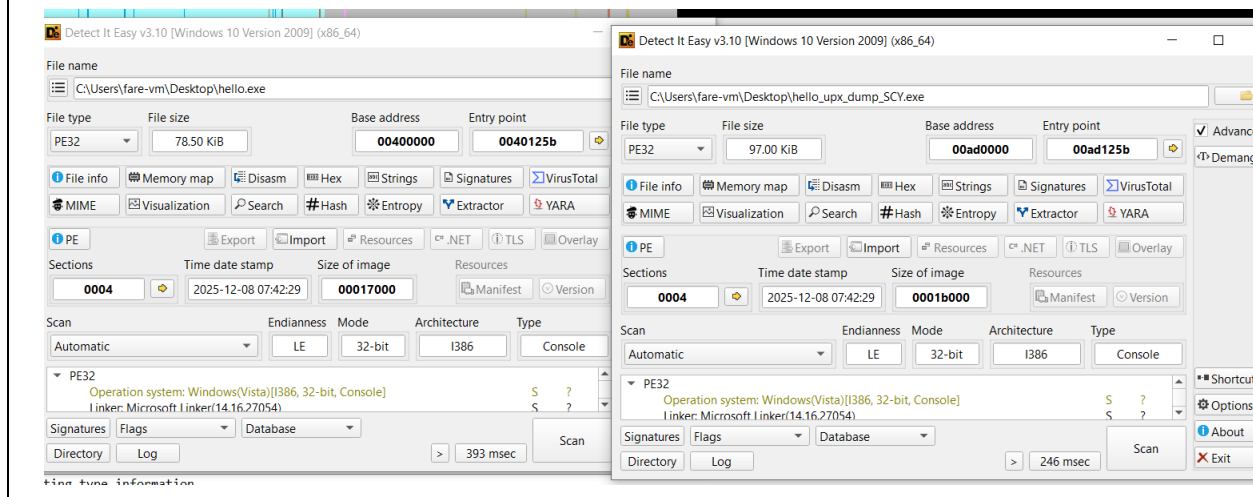 Detect It Easy v3.10 [Windows 10 Version 2009] (x86_64)
File name
C:\Users\fare-vm\Desktop\hello.exe
File type File size Base address Entry point
PE32 78.50 KiB 00400000 0040125b
File info Memory map Disasm Hex Strings Signatures VirusTotal
MIME Visualization Search Hash Entropy Extractor YARA
PE Export Import Resources .NET TLS Overlay
Sections Time date stamp Size of image Resources
0004 2025-12-08 07:42:29 00017000 Manifest Version
Scan Endianness Mode Architecture Type
Automatic LE 32-bit I386 Console
PE32
Operation system: Windows(Vista)[I386, 32-bit, Console] S ?
Linker: Microsoft Linker(14.16.27054) S ?
Signatures Flags Database Scan
Directory Log > 393 msec
ting type information
Detect It Easy v3.10 [Windows 10 Version 2009] (x86_64)
File name
C:\Users\fare-vm\Desktop\hello_upx_dump_SCY.exe
File type File size Base address Entry point
PE32 97.00 KiB 00ad0000 00ad125b
Advanc
Demang
File info Memory map Disasm Hex Strings Signatures VirusTotal
MIME Visualization Search Hash Entropy Extractor YARA
PE Export Import Resources .NET TLS Overlay
Sections Time date stamp Size of image Resources
0004 2025-12-08 07:42:29 0001b000 Manifest Version
Scan Endianness Mode Architecture Type
Automatic LE 32-bit I386 Console
PE32
Operation system: Windows(Vista)[I386, 32-bit, Console] S ?
Linker: Microsoft Linker(14.16.27054) S ?
Signatures Flags Database Scan
Directory Log > 246 msec
Shortcut
Options
About
Exit